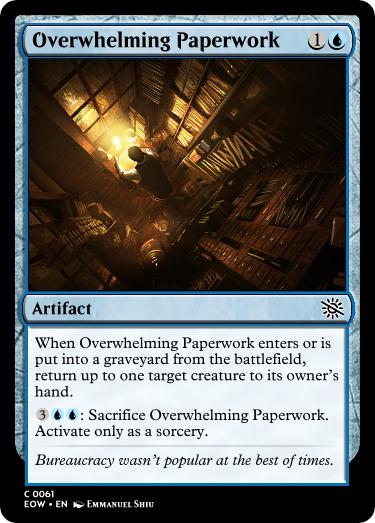 Overwhelming Paperwork 1
Artifact
When Overwhelming Paperwork enters or is
put into a graveyard from the battlefield,
return up to one target creature to its owner's
hand.
3: Sacrifice Overwhelming Paperwork.
Activate only as a sorcery.
Bureaucracy wasn't popular at the best of times.
C 0061
EOW • EN Emmanuel Shiu